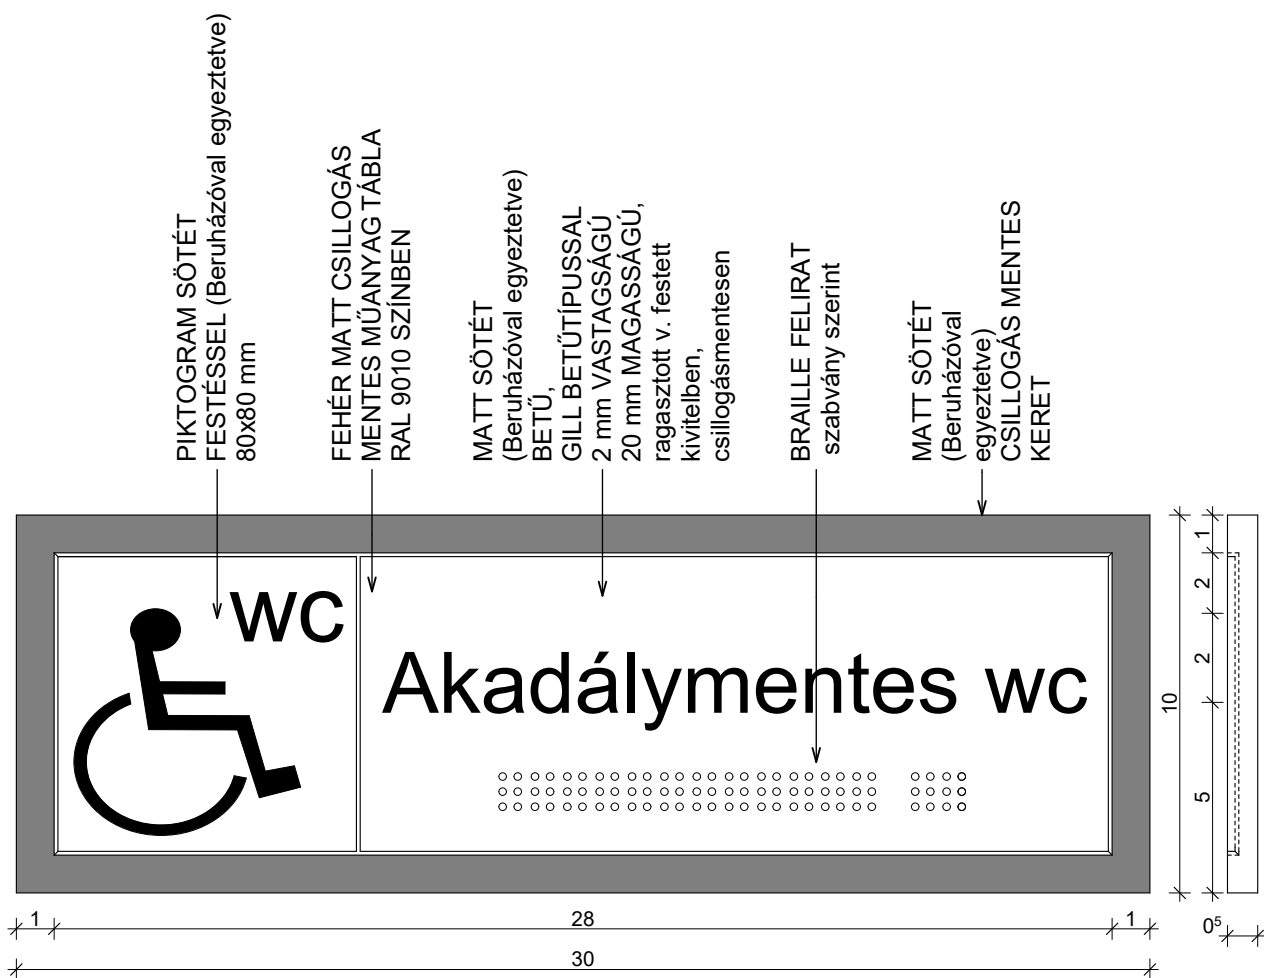 PIKTOGRAM SÖTÉT
FESTÉSSEL (Beruházóval egyeztetve)
80x80 mm
FEHÉR MATT CSILLOGÁS
MENTES MŰANYAG TÁBLA
RAL 9010 SZÍNBEN
MATT SÖTÉT
(Beruházóval egyeztetve)
BETŰ,
GILL BETŰTÍPUSSAL
2 mm VASTAGSÁGÚ
20 mm MAGASSÁGÚ,
ragasztott v. festett
kivitelben,
csillogásmentesen
BRAILLE FELIRAT
szabvány szerint
MATT SÖTÉT
(Beruházóval
egyeztetve)
CSILLOGÁS MENTES
KERET
wc
Akadálymentes wc
10
1
2
2
5
1
28
1
0⁵
30